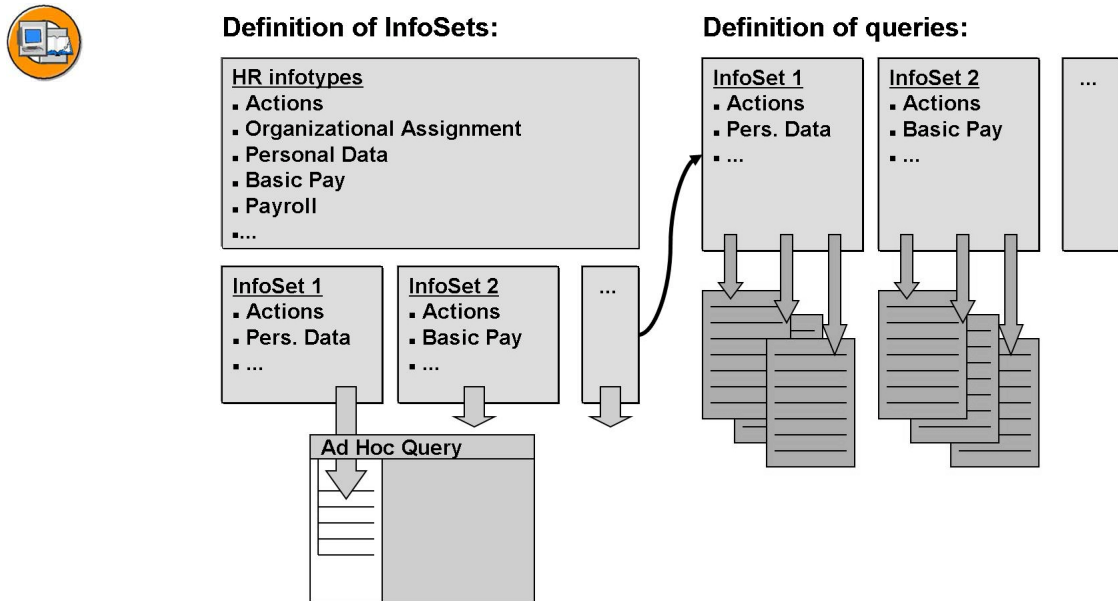 Definition of InfoSets:
HR infotypes
▪ Actions
▪ Organizational Assignment
▪ Personal Data
▪ Basic Pay
▪ Payroll
▪...
InfoSet 1
▪ Actions
▪ Pers. Data
▪ ...
InfoSet 2
▪ Actions
▪ Basic Pay
▪ ...
...
Ad Hoc Query
Definition of queries:
InfoSet 1
▪ Actions
▪ Pers. Data
▪ ...
InfoSet 2
▪ Actions
▪ Basic Pay
▪ ...
...